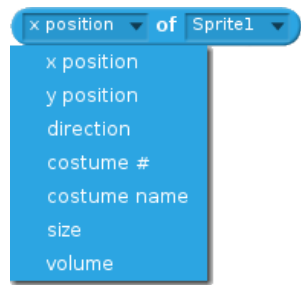 x position of Sprite1
x position
y position
direction
costume #
costume name
size
volume